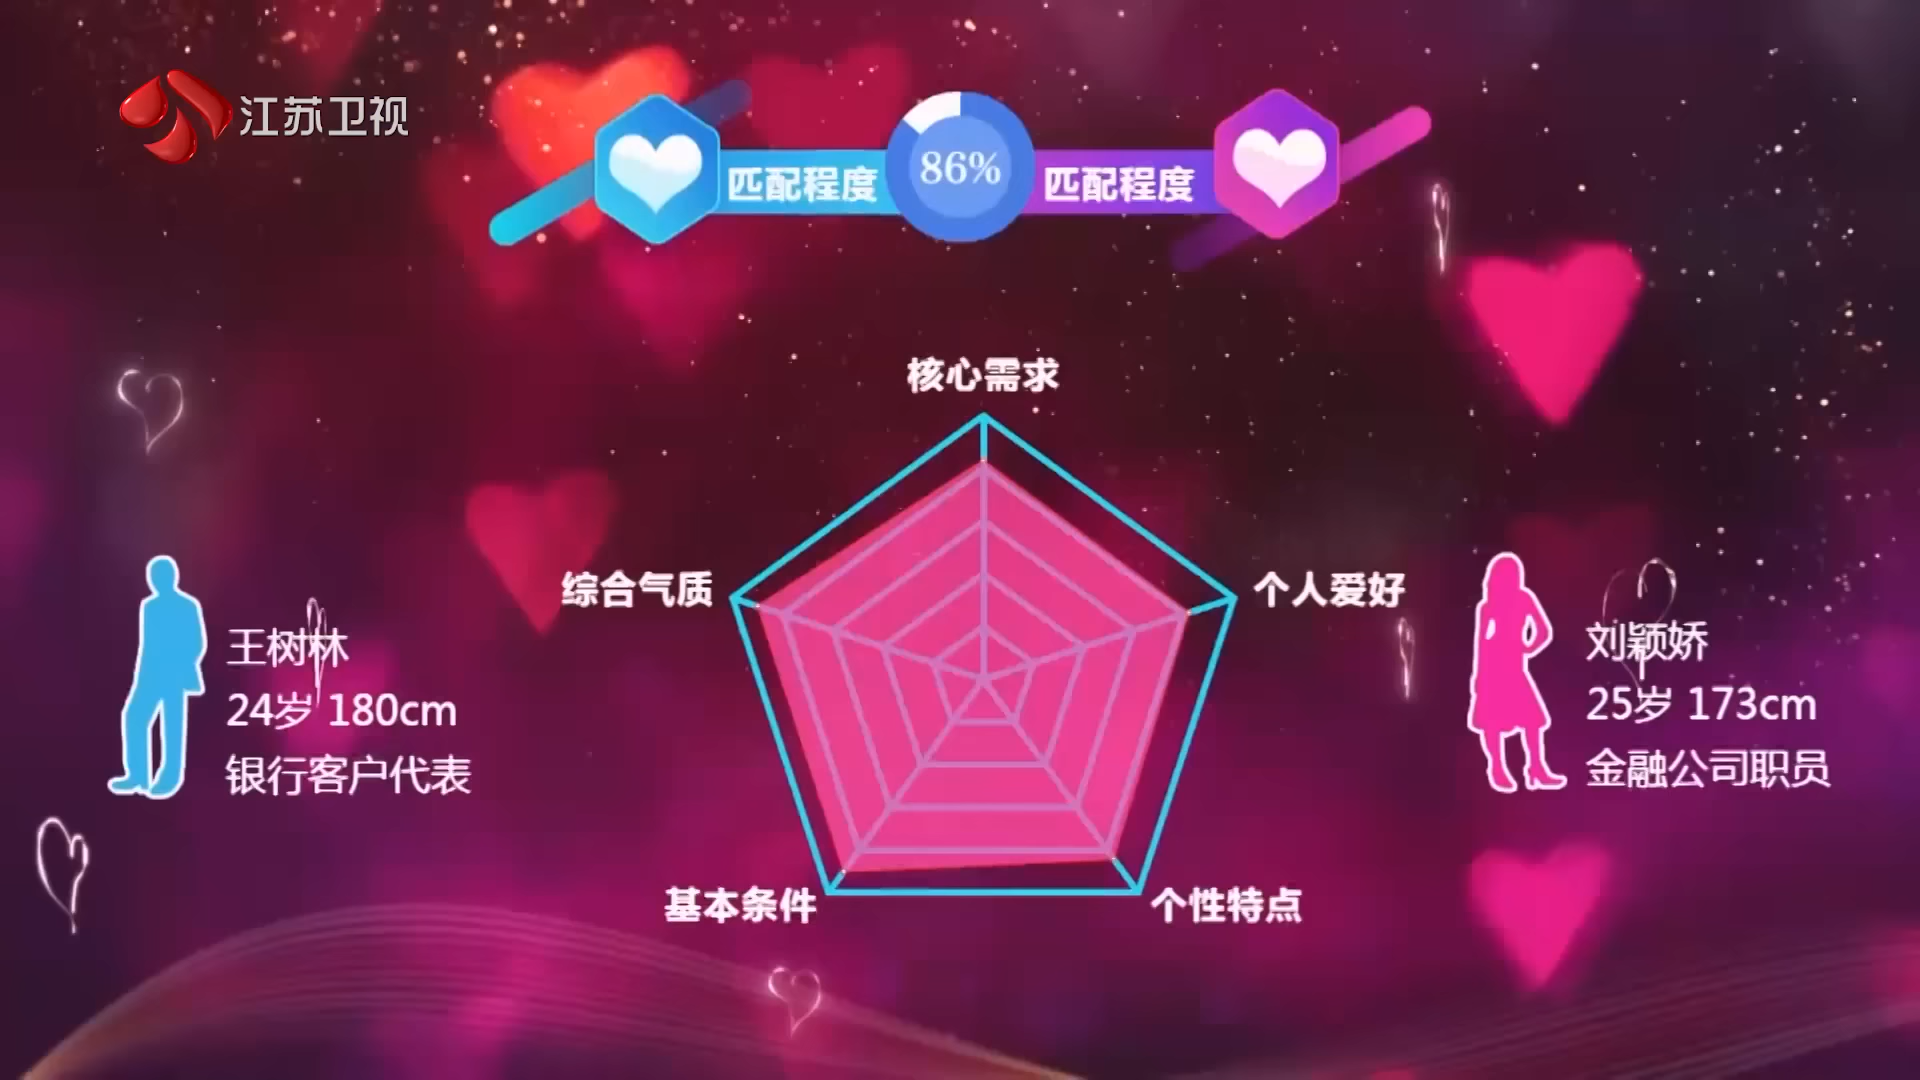 江苏卫视
匹配程度
86%
匹配程度
核心需求
综合气质
个人爱好
基本条件
个性特点
王树林
24岁 180cm
银行客户代表
刘颖娇
25岁 173cm
金融公司职员